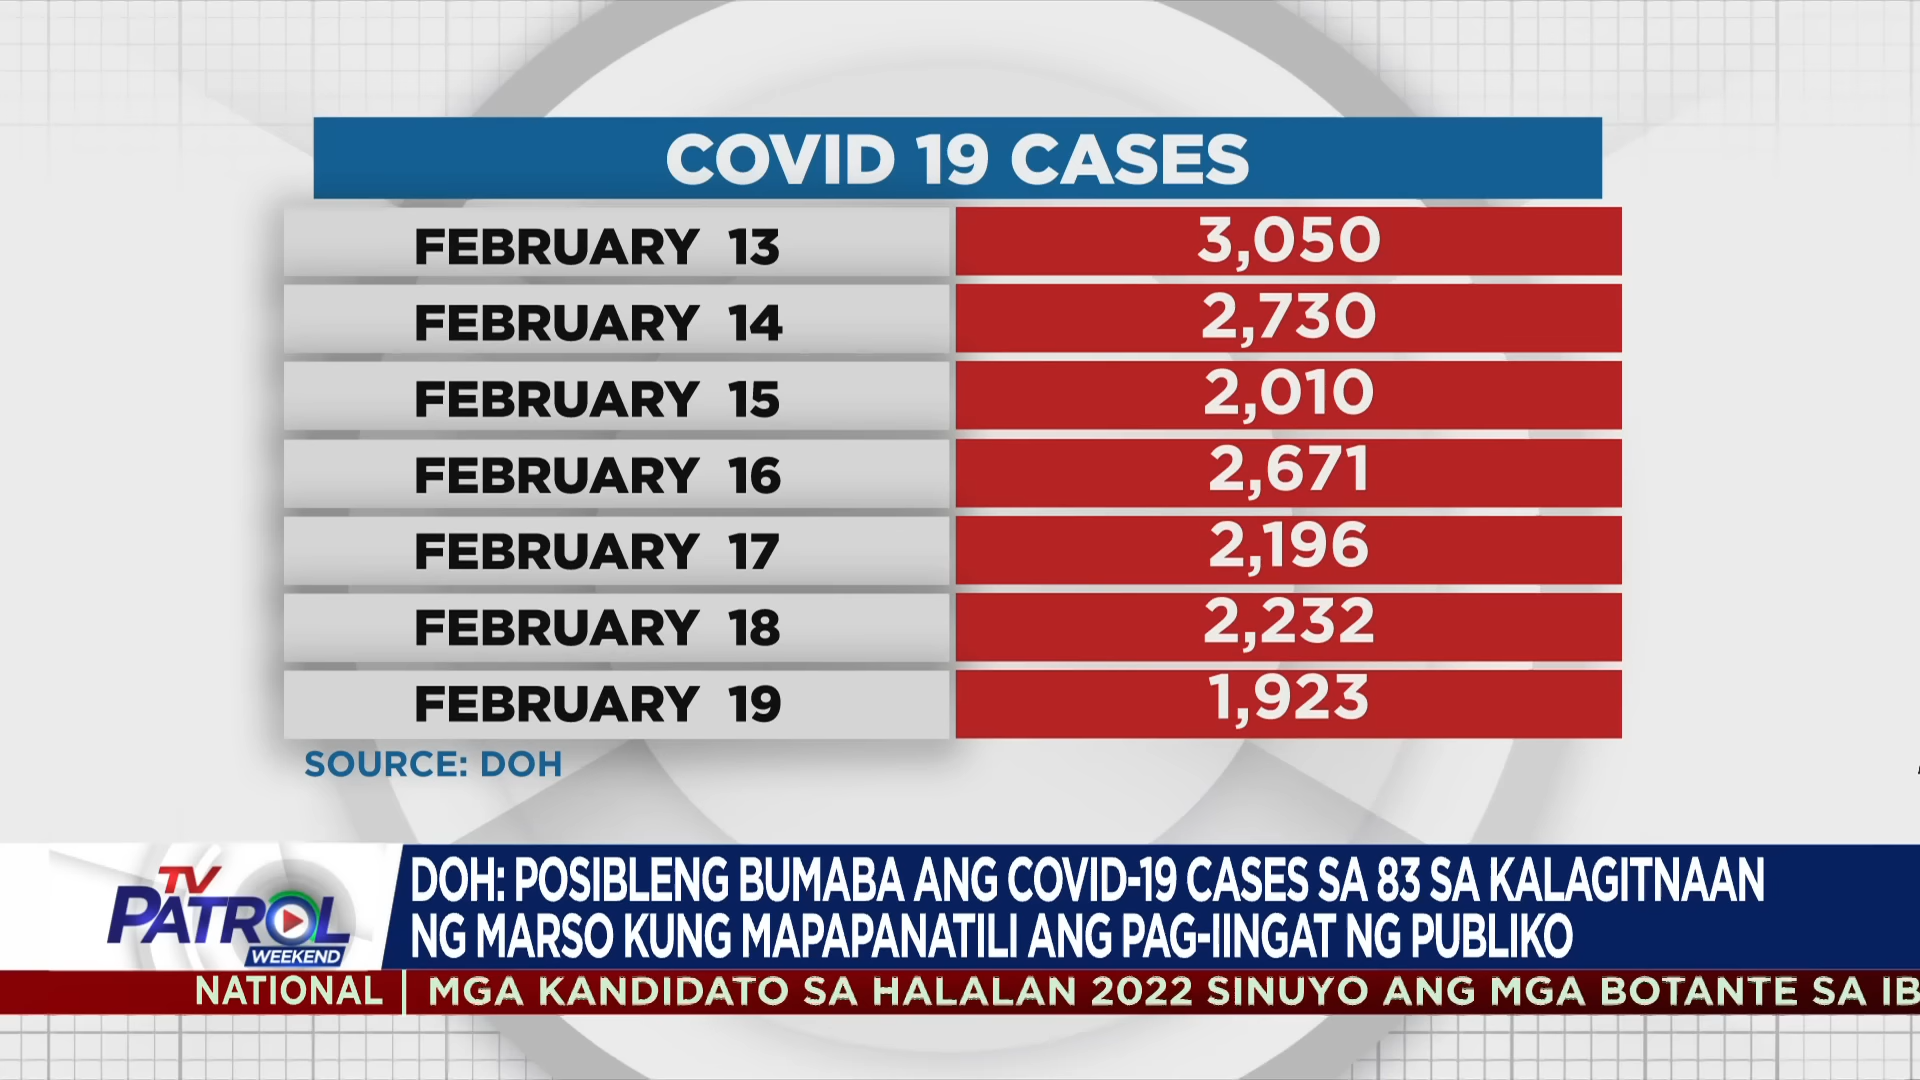 COVID 19 CASES
FEBRUARY 13 3,050
FEBRUARY 14 2,730
FEBRUARY 15 2,010
FEBRUARY 16 2,671
FEBRUARY 17 2,196
FEBRUARY 18 2,232
FEBRUARY 19 1,923
SOURCE: DOH
TV
PATROL
WEEKEND
DOH: POSIBLENG BUMABA ANG COVID-19 CASES SA 83 SA KALAGITNAAN
NG MARSO KUNG MAPAPANATILI ANG PAG-IINGAT NG PUBLIKO
NATIONAL MGA KANDIDATO SA HALALAN 2022 SINUYO ANG MGA BOTANTE SA IB